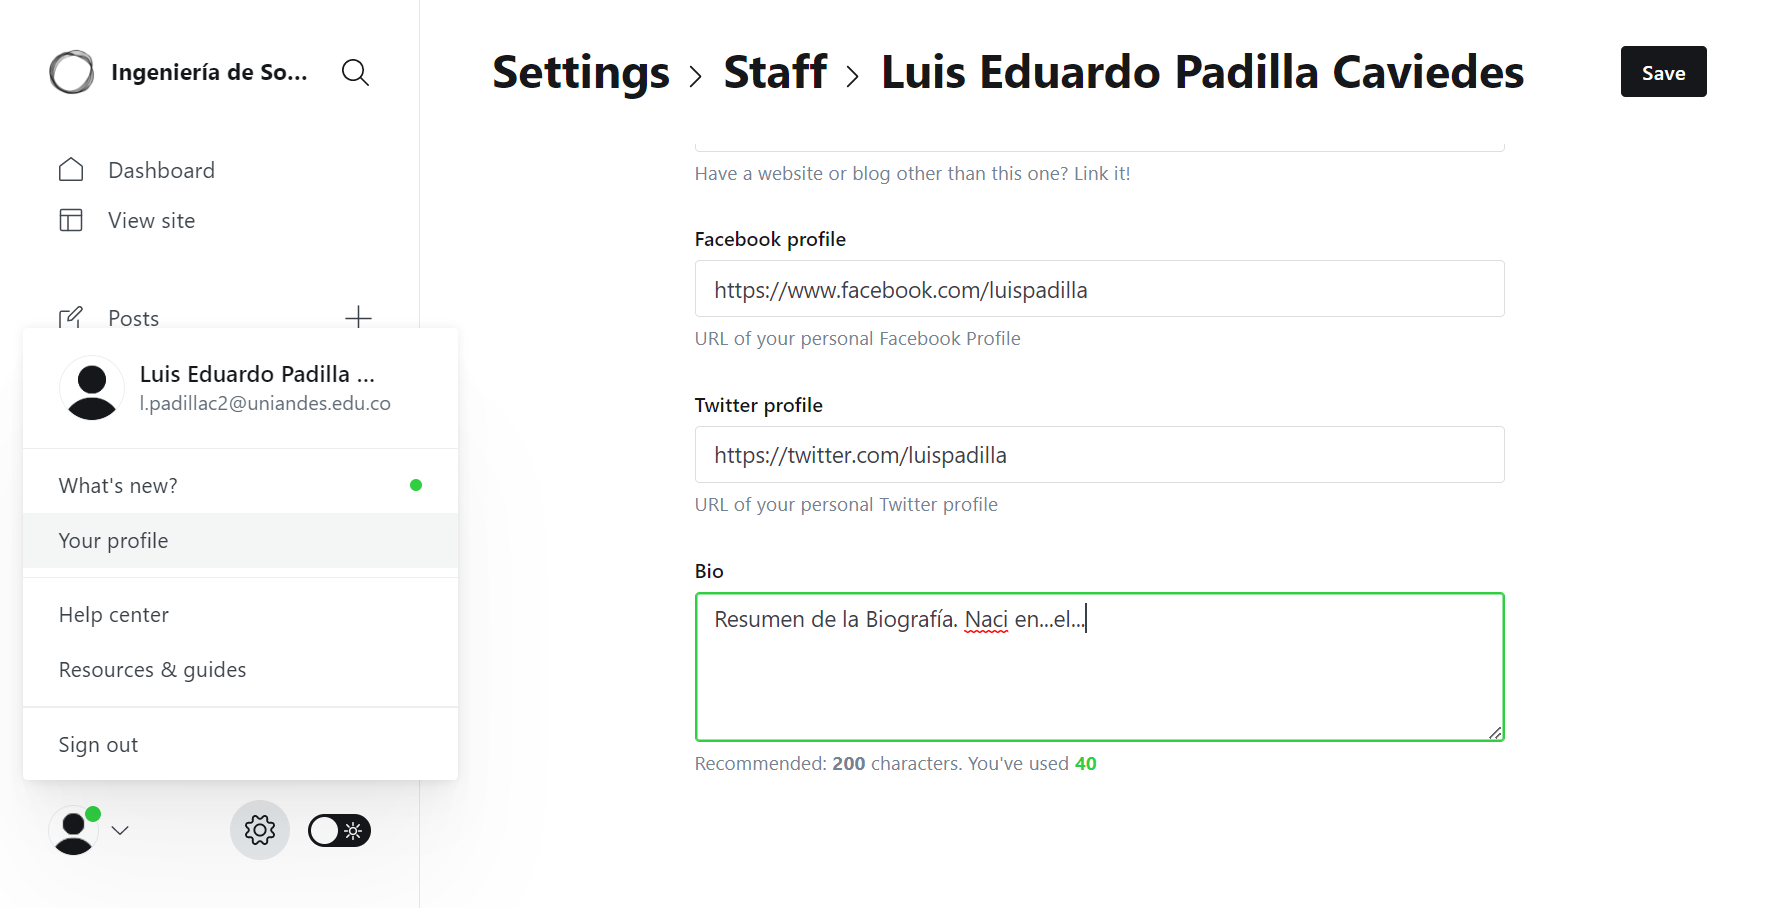 Ingeniería de So...
Dashboard
View site
Posts
Luis Eduardo Padilla ...
l.padillac2@uniandes.edu.co
What's new?
Your profile
Help center
Resources & guides
Sign out
Settings > Staff > Luis Eduardo Padilla Caviedes
Save
Have a website or blog other than this one? Link it!
Facebook profile
https://www.facebook.com/luispadilla
URL of your personal Facebook Profile
Twitter profile
https://twitter.com/luispadilla
URL of your personal Twitter profile
Bio
Resumen de la Biografía. Naci en...el...
Recommended: 200 characters. You've used 40